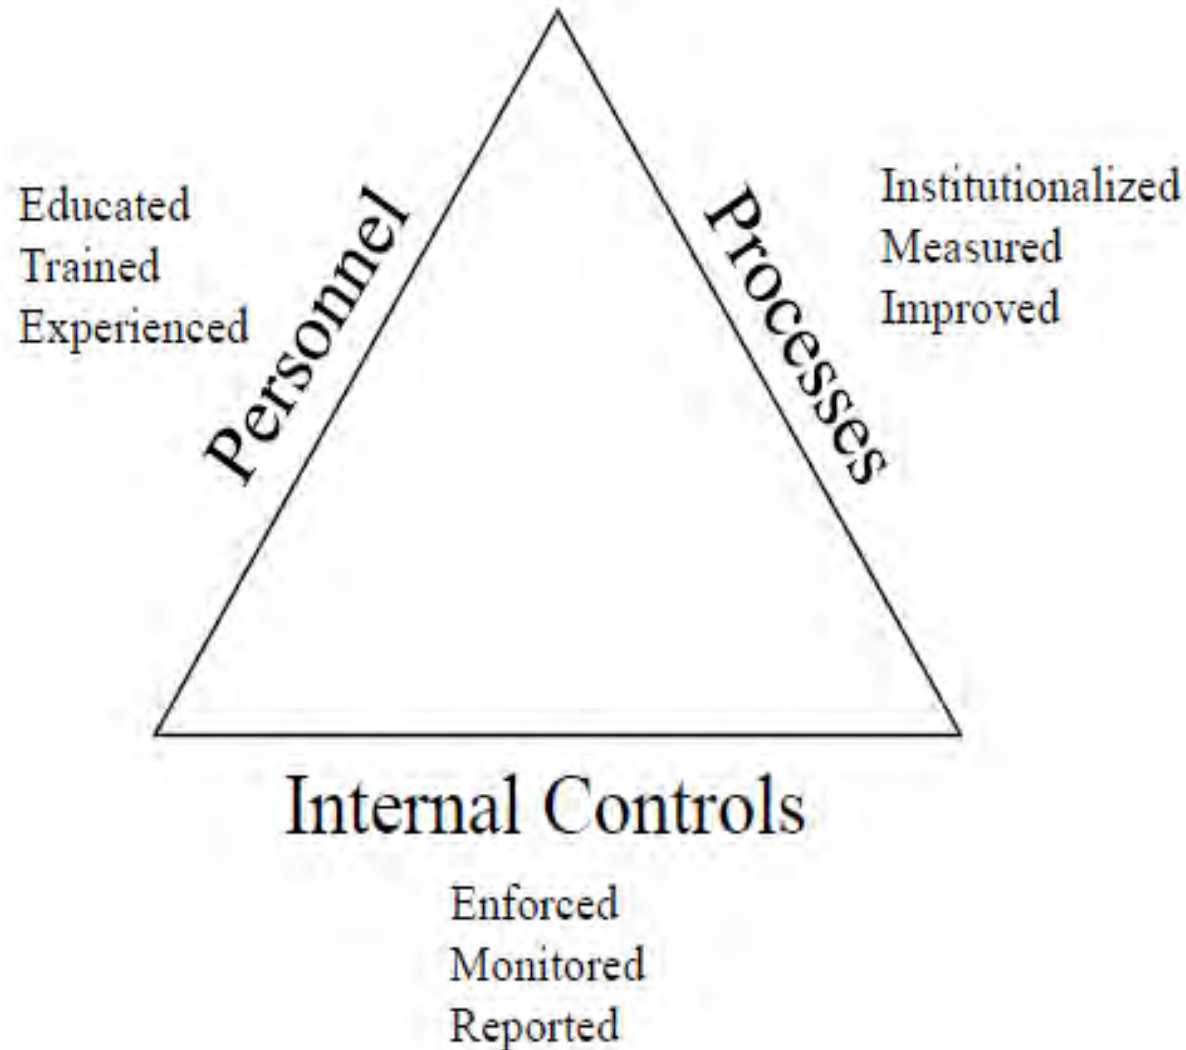 Educated
Trained
Experienced
Personnel
Processes
Institutionalized
Measured
Improved
Internal Controls
Enforced
Monitored
Reported